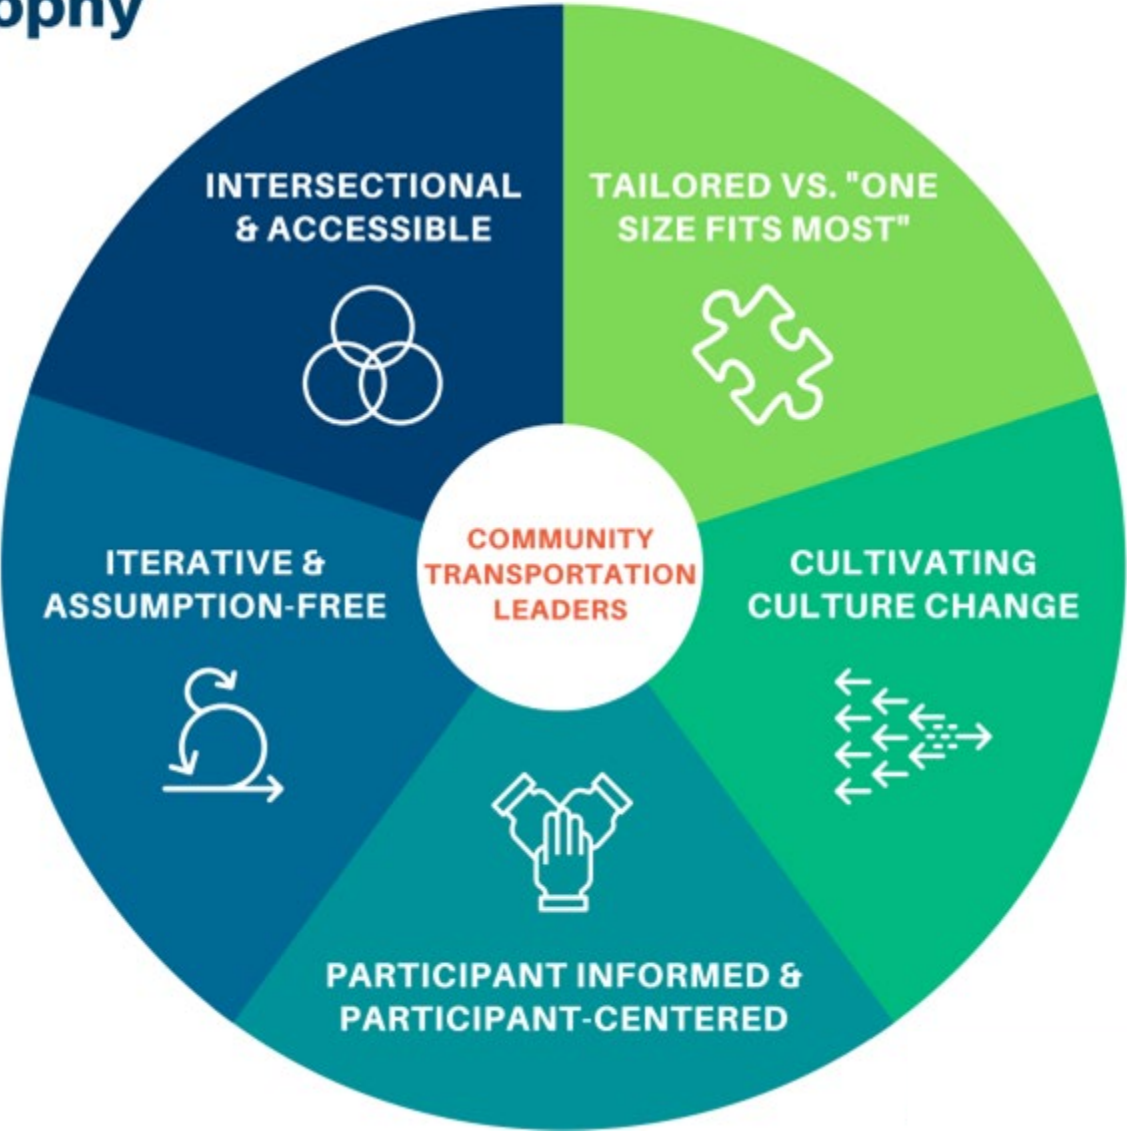 INTERSECTIONAL
& ACCESSIBLE
TAILORED VS. "ONE
SIZE FITS MOST"
ITERATIVE &
ASSUMPTION-FREE
COMMUNITY
TRANSPORTATION
LEADERS
CULTIVATING
CULTURE CHANGE
PARTICIPANT INFORMED &
PARTICIPANT-CENTERED